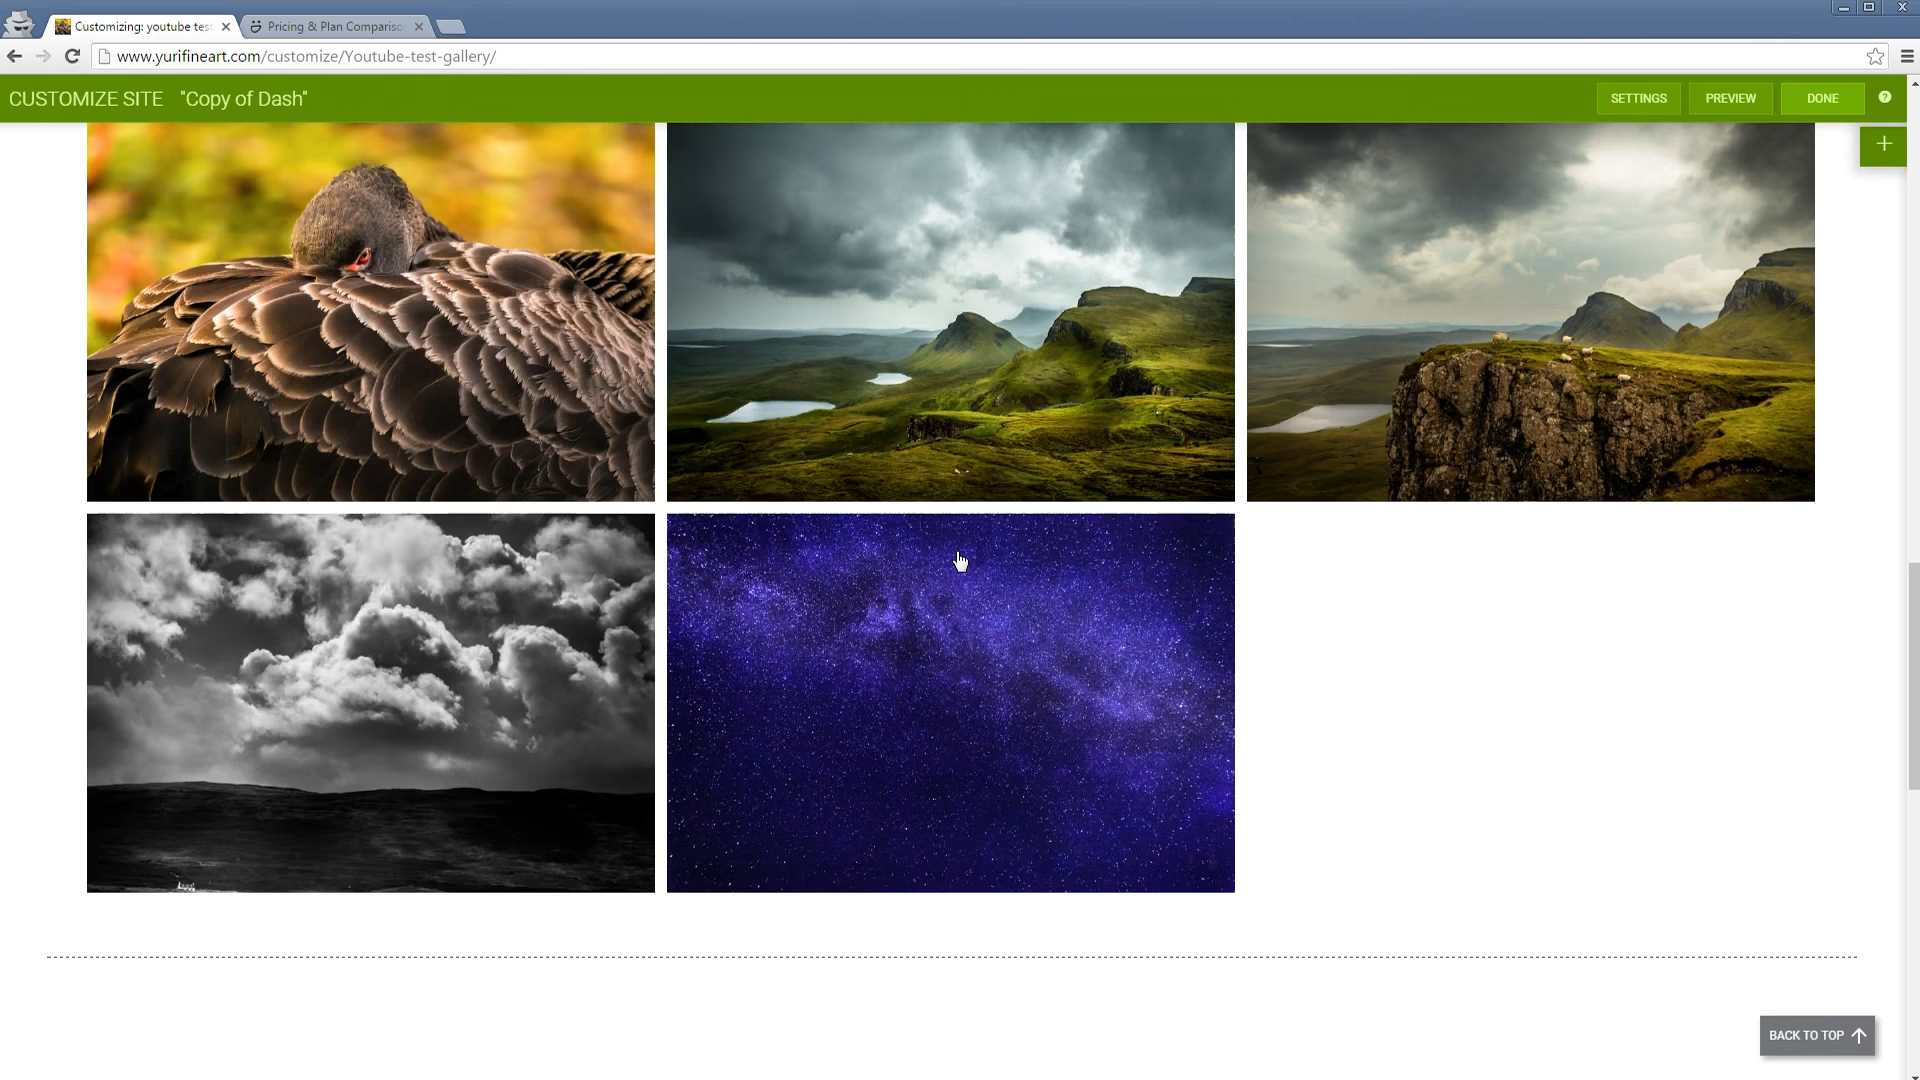 Customizing: youtube tes
Pricing & Plan Compariso
www.yurifineart.com/customize/Youtube-test-gallery/
CUSTOMIZE SITE "Copy of Dash"
SETTINGS
PREVIEW
DONE
?
BACK TO TOP